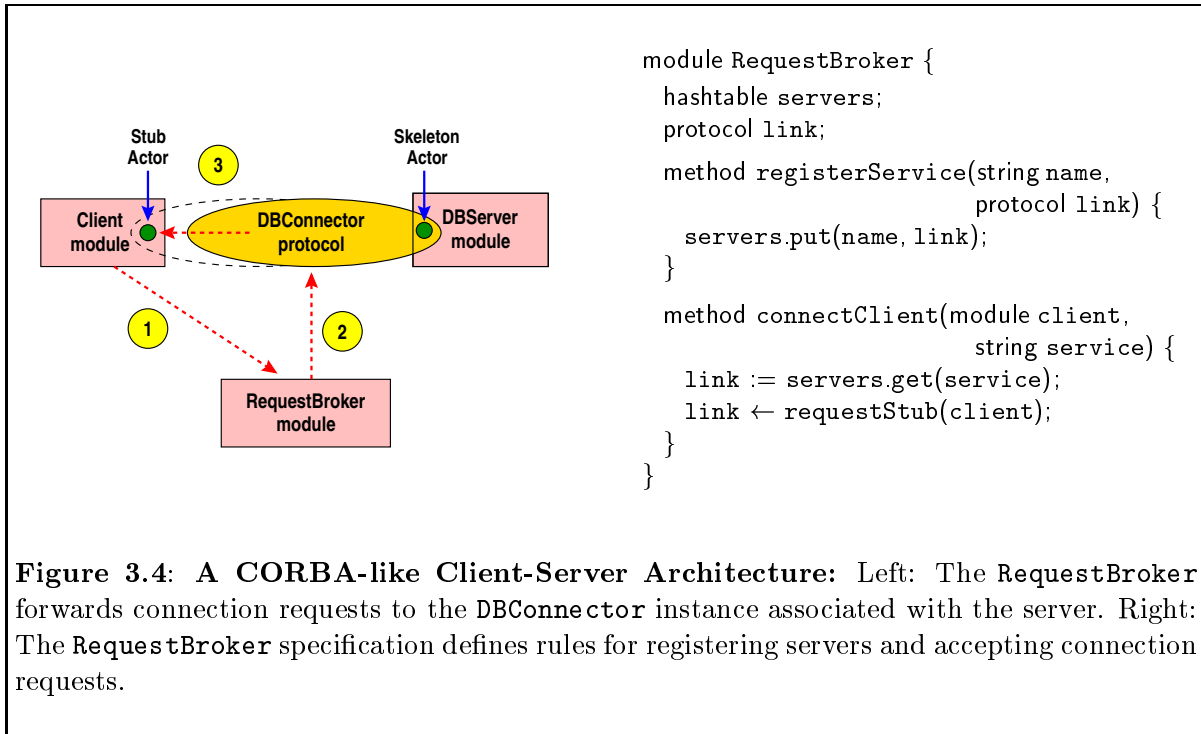 Stub
Actor
3
Skeleton
Actor
Client
module
DBConnector
protocol
DBServer
module
1
2
RequestBroker
module
module RequestBroker {
hashtable servers;
protocol link;
method registerService(string name,
protocol link) {
servers.put(name, link);
}
method connectClient(module client,
string service) {
link := servers.get(service);
link ← requestStub(client);
}
}
Figure 3.4: A CORBA-like Client-Server Architecture: Left: The RequestBroker
forwards connection requests to the DBConnector instance associated with the server. Right:
The RequestBroker specification defines rules for registering servers and accepting connection
requests.